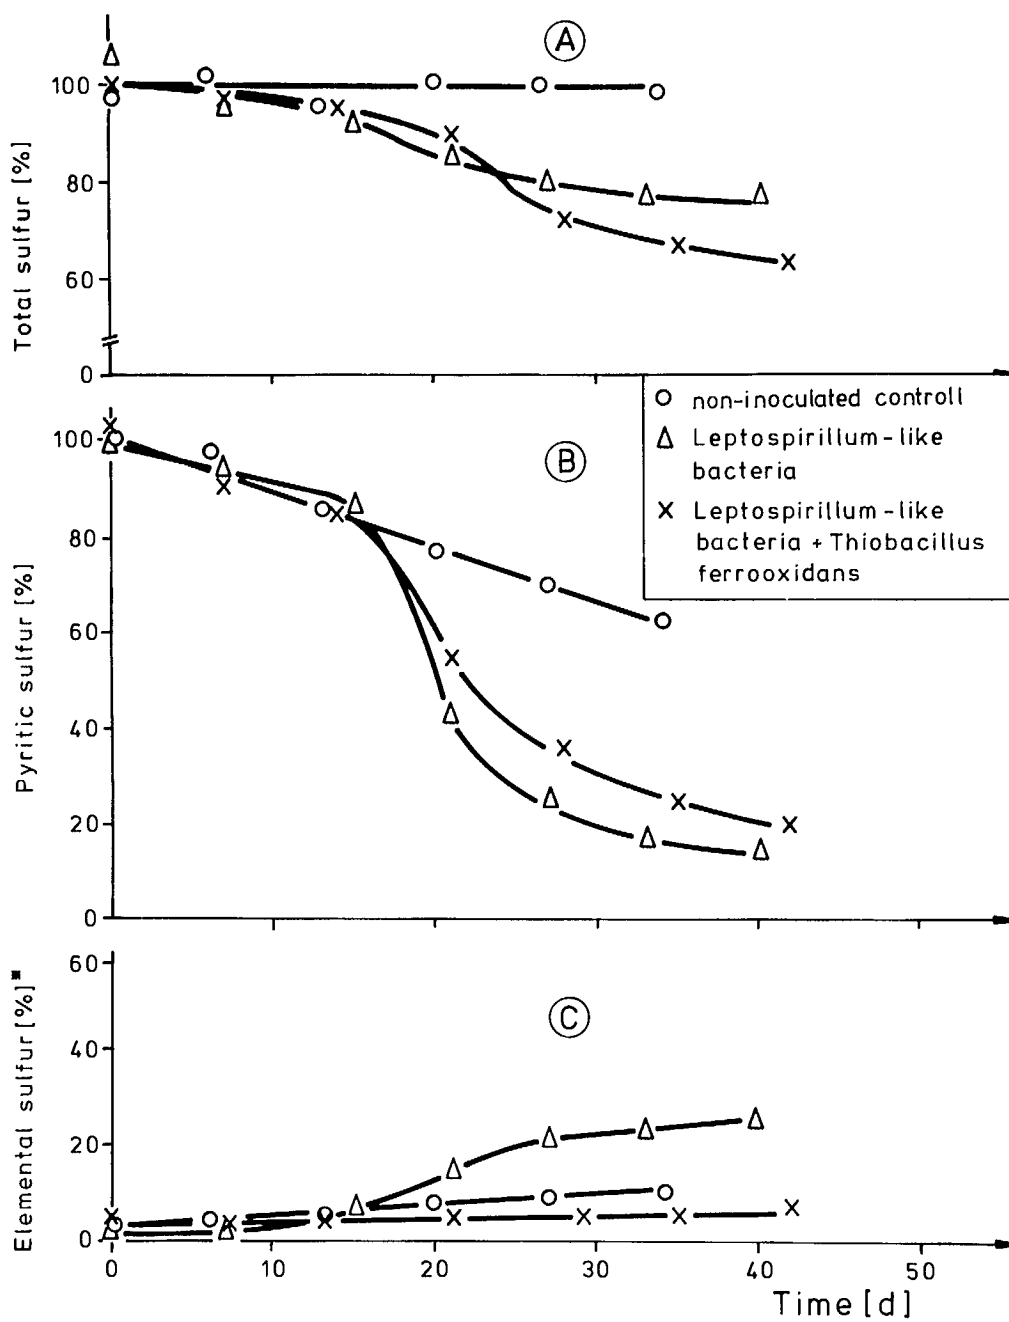 A
100
80
60
0
Total sulfur [%]
non-inoculated controll
Leptospirillum-like
bacteria
Leptospirillum-like
bacteria + Thiobacillus
ferrooxidans
B
100
80
60
40
20
0
Pyritic sulfur [%]
C
60
40
20
0
Elemental sulfur [%]*
0 10 20 30 40 50
Time [d]